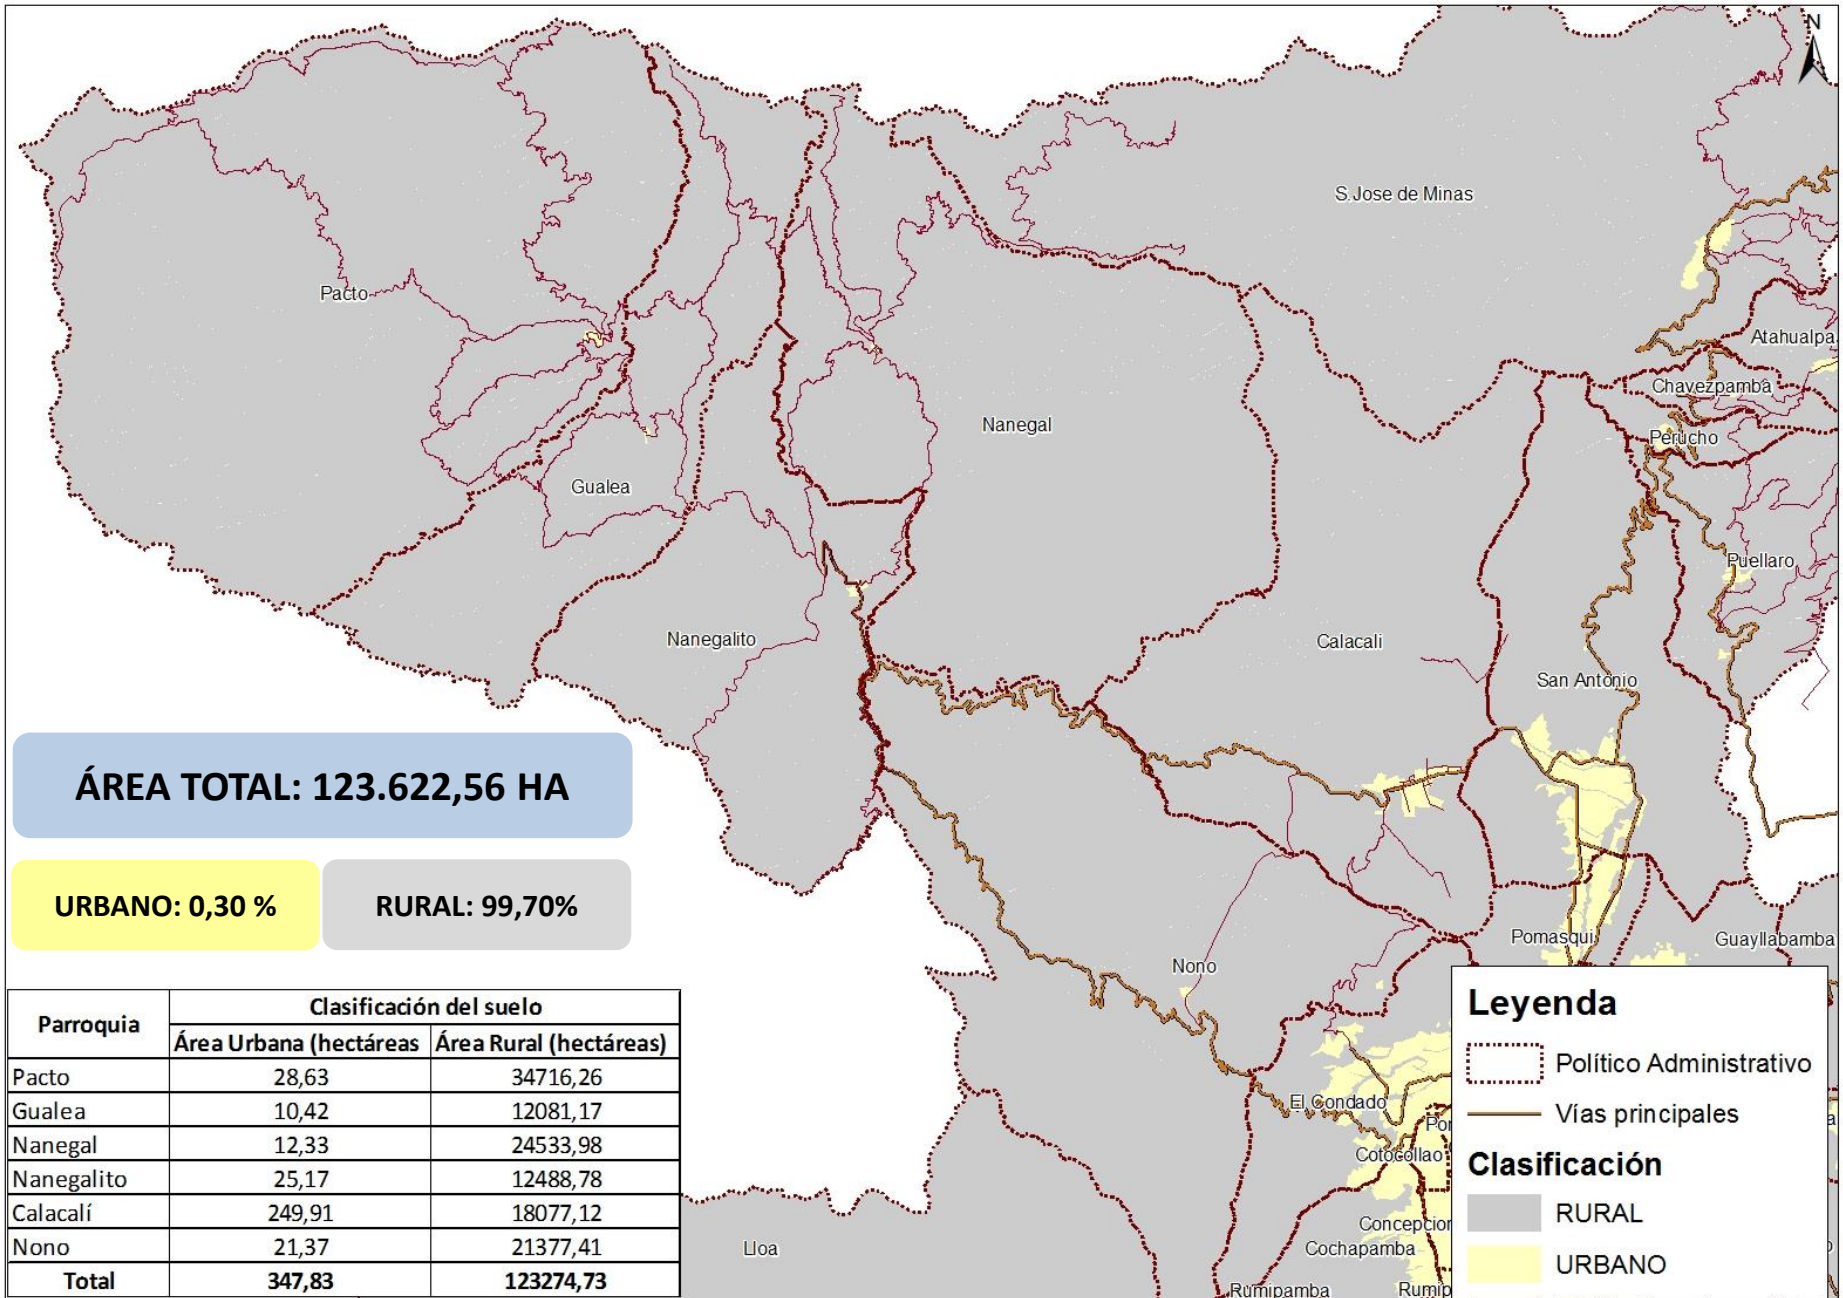 N
S.Jose de Minas
Pacto
Atahualpa
Chavezpamba
Nanegal
Perucho
Gualea
Puellaro
Nanegalito
Calacali
San Antonio
ÁREA TOTAL: 123.622,56 HA
URBANO: 0,30 %
RURAL: 99,70%
Pomasqui
Guayllabamba
Nono
El Condado
Cotocollao
Concepcion
Cochapamba
Lloa
Rumipamba
Parroquia
Clasificación del suelo
Área Urbana (hectáreas
Área Rural (hectáreas)
Pacto 28,63 34716,26
Gualea 10,42 12081,17
Nanegal 12,33 24533,98
Nanegalito 25,17 12488,78
Calacalí 249,91 18077,12
Nono 21,37 21377,41
Total 347,83 123274,73
Leyenda
Político Administrativo
Vías principales
Clasificación
RURAL
URBANO